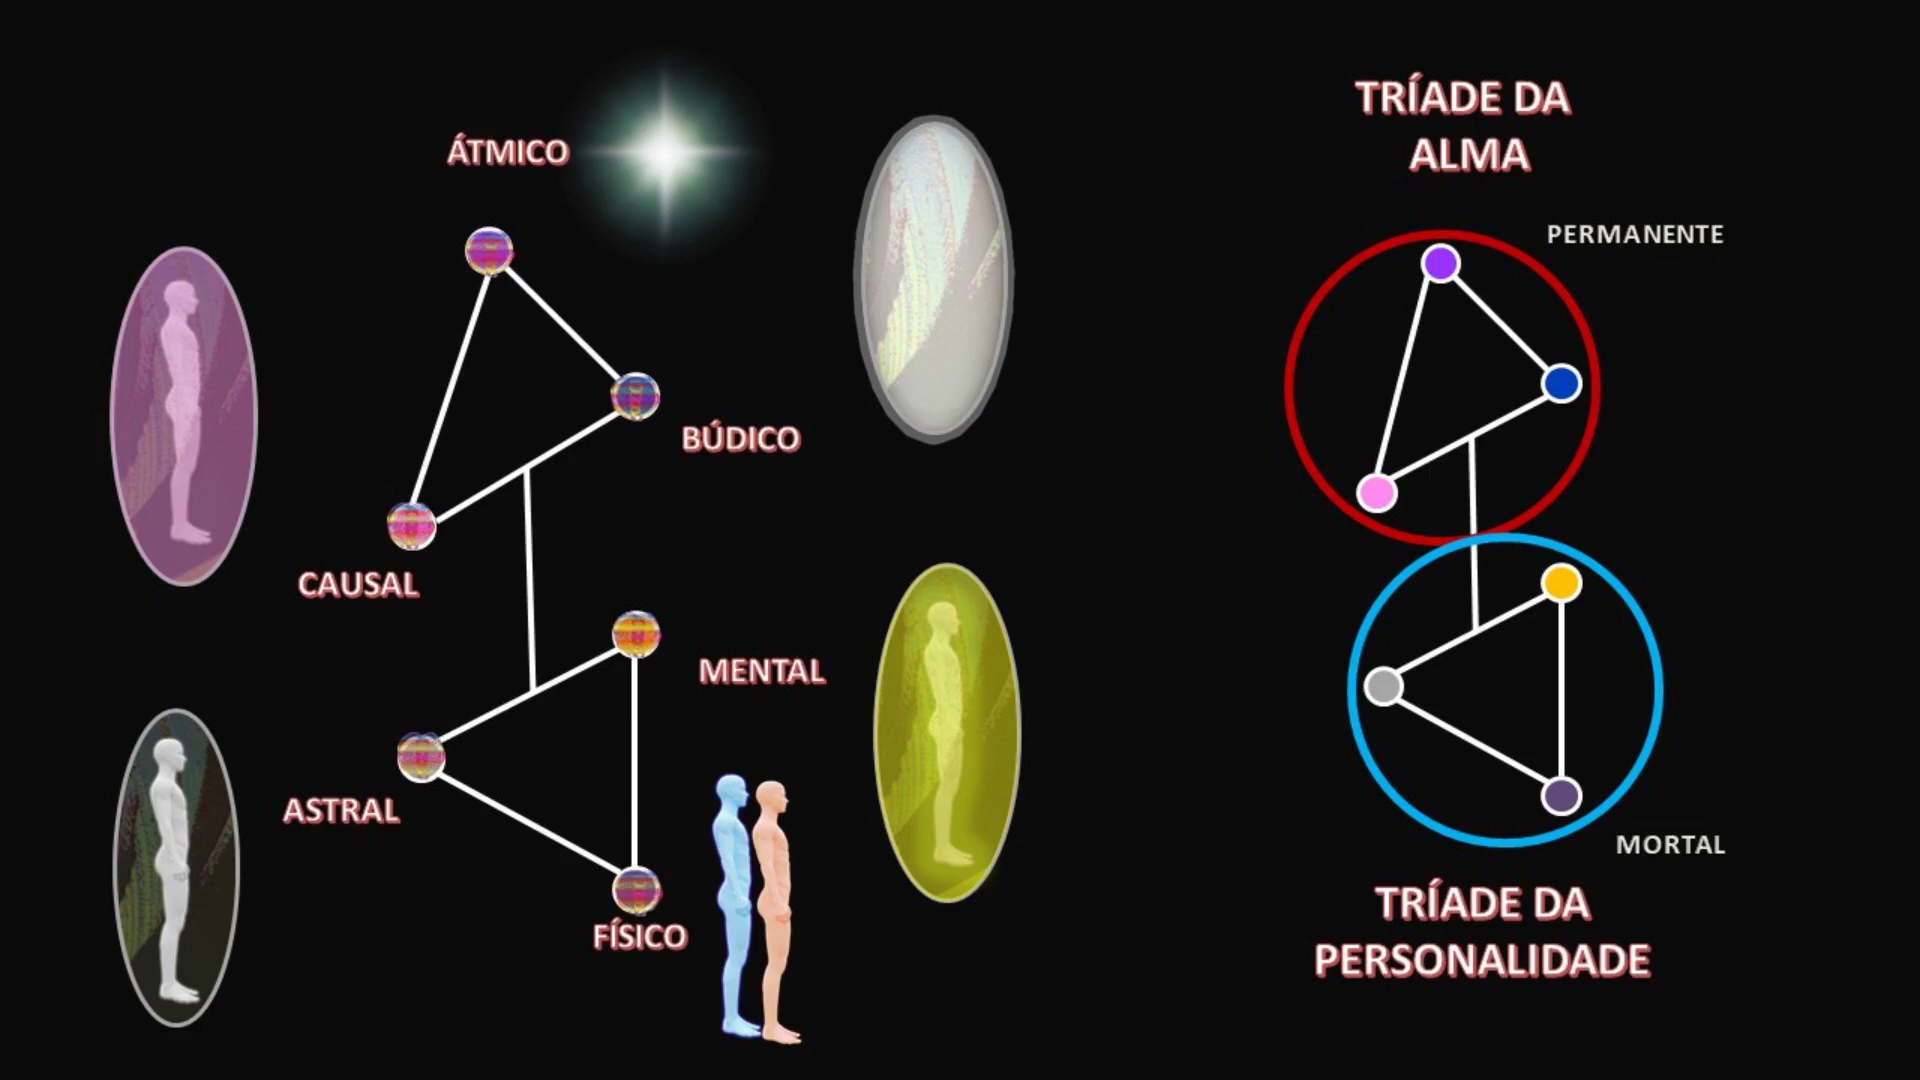 ÁTMICO
BÚDICO
CAUSAL
MENTAL
ASTRAL
FÍSICO
TRÍADE DA
ALMA
PERMANENTE
MORTAL
TRÍADE DA
PERSONALIDADE